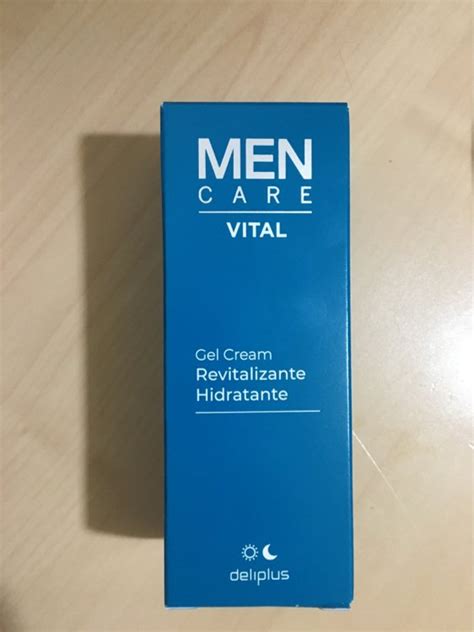 MEN
CARE
VITAL
Gel Cream
Revitalizante
Hidratante
deliplus